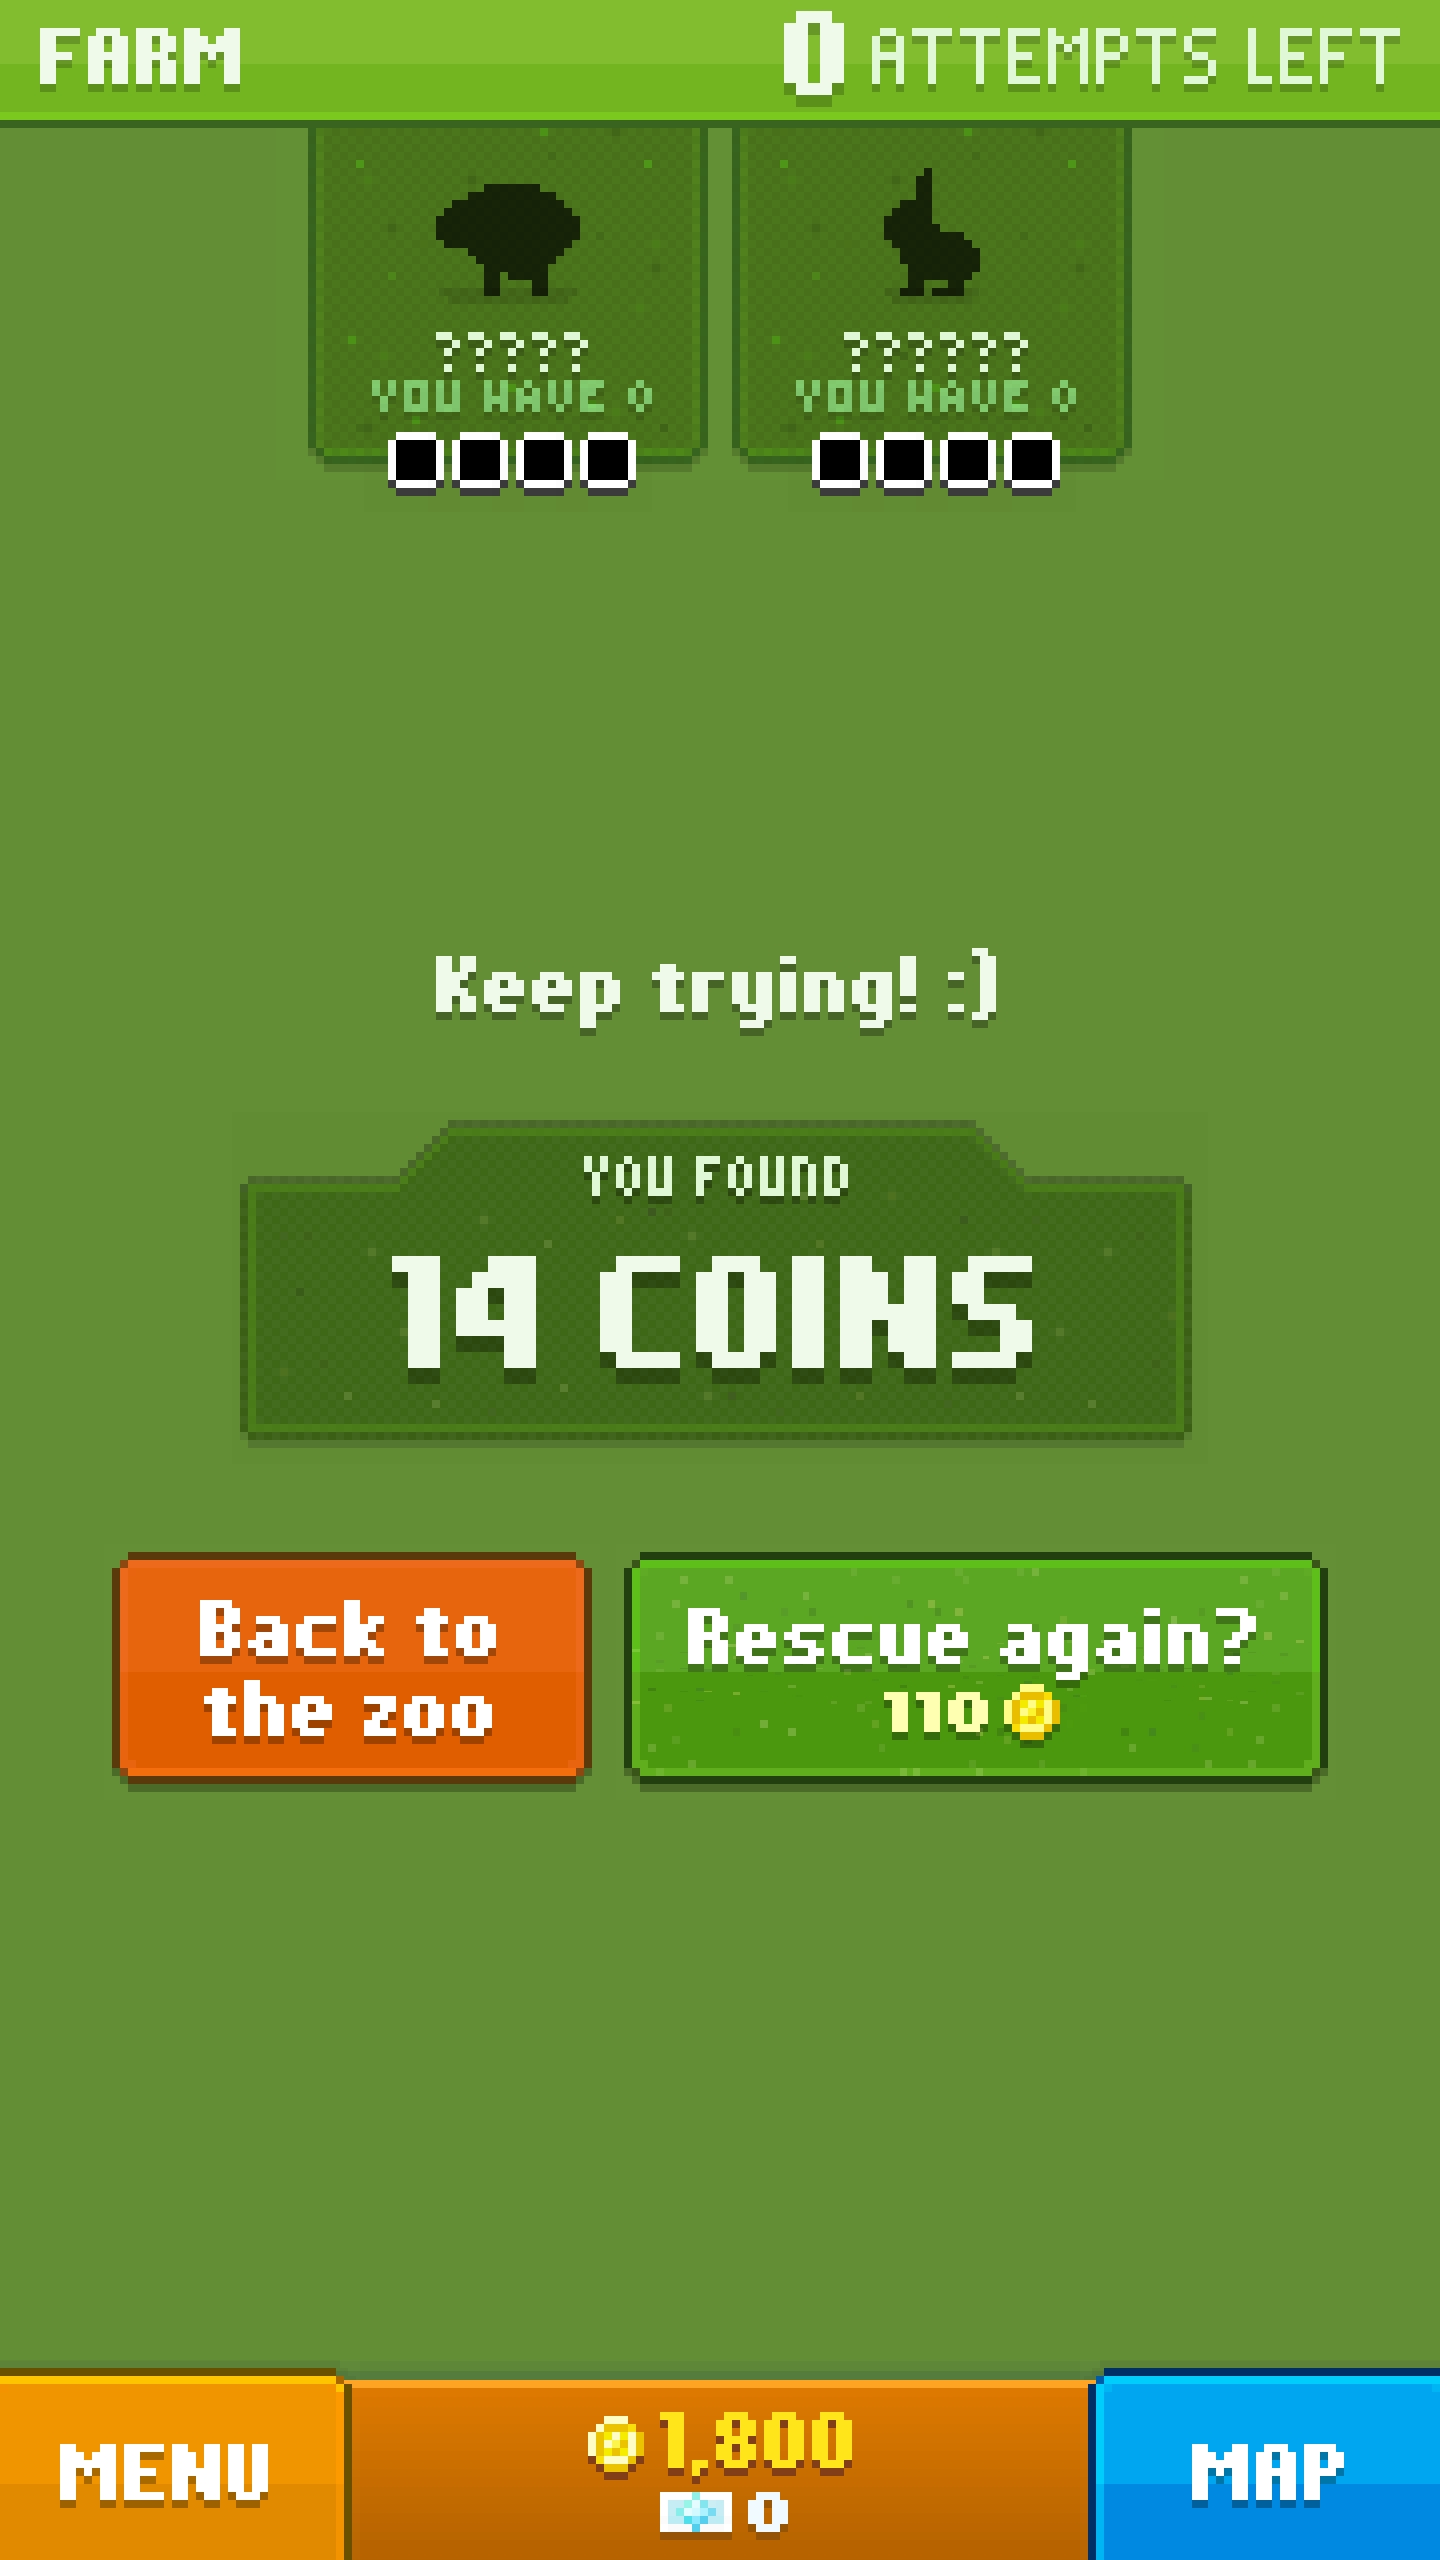 FARM
0 ATTEMPTS LEFT
?????
YOU HAVE 0
??????
YOU HAVE 0
Keep trying! :)
YOU FOUND
14 COINS
Back to
the zoo
Rescue again?
110
MENU
1,800
0
MAP